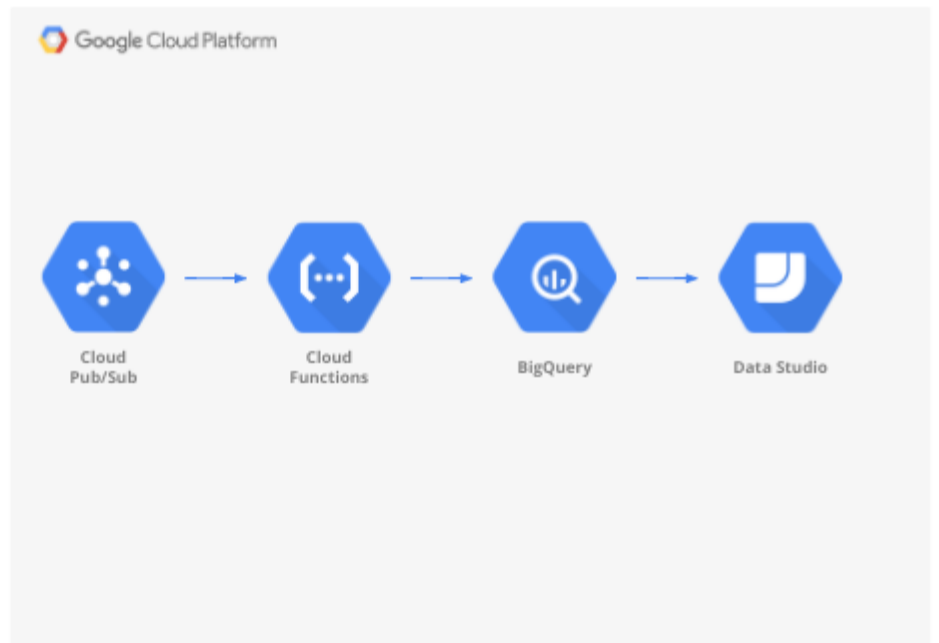 Google Cloud Platform
Cloud
Pub/Sub
Cloud
Functions
BigQuery
Data Studio